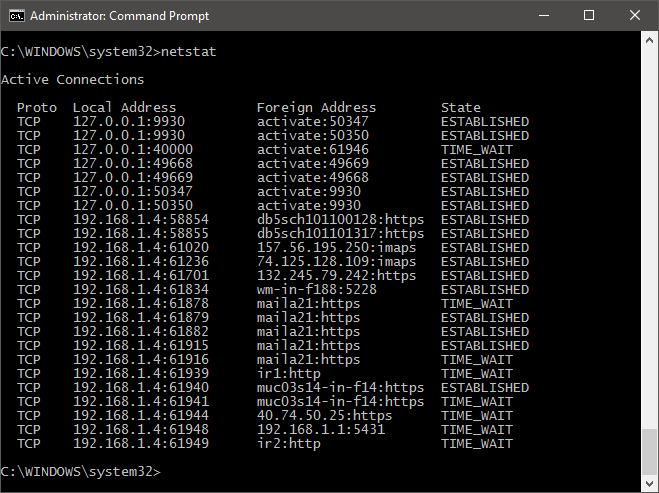 Administrator: Command Prompt
C:\WINDOWS\system32>netstat
Active Connections
Proto  Local Address          Foreign Address        State
TCP    127.0.0.1:9930         activate:50347         ESTABLISHED
TCP    127.0.0.1:9930         activate:50350         ESTABLISHED
TCP    127.0.0.1:40000        activate:61946         TIME_WAIT
TCP    127.0.0.1:49668        activate:49669         ESTABLISHED
TCP    127.0.0.1:49669        activate:49668         ESTABLISHED
TCP    127.0.0.1:50347        activate:9930          ESTABLISHED
TCP    127.0.0.1:50350        activate:9930          ESTABLISHED
TCP    192.168.1.4:58854      db5sch101100128:https  ESTABLISHED
TCP    192.168.1.4:58855      db5sch101101317:https  ESTABLISHED
TCP    192.168.1.4:61020      157.56.195.250:imaps   ESTABLISHED
TCP    192.168.1.4:61236      74.125.128.109:imaps   ESTABLISHED
TCP    192.168.1.4:61701      132.245.79.242:https   ESTABLISHED
TCP    192.168.1.4:61834      wm-in-f188:5228        ESTABLISHED
TCP    192.168.1.4:61878      maila21:https          TIME_WAIT
TCP    192.168.1.4:61879      maila21:https          ESTABLISHED
TCP    192.168.1.4:61882      maila21:https          ESTABLISHED
TCP    192.168.1.4:61915      maila21:https          ESTABLISHED
TCP    192.168.1.4:61916      maila21:https          TIME_WAIT
TCP    192.168.1.4:61939      ir1:http               TIME_WAIT
TCP    192.168.1.4:61940      muc03s14-in-f14:https  ESTABLISHED
TCP    192.168.1.4:61941      muc03s14-in-f14:https  TIME_WAIT
TCP    192.168.1.4:61944      40.74.50.25:https      TIME_WAIT
TCP    192.168.1.4:61948      192.168.1.1:5431       TIME_WAIT
TCP    192.168.1.4:61949      ir2:http               TIME_WAIT
C:\WINDOWS\system32>